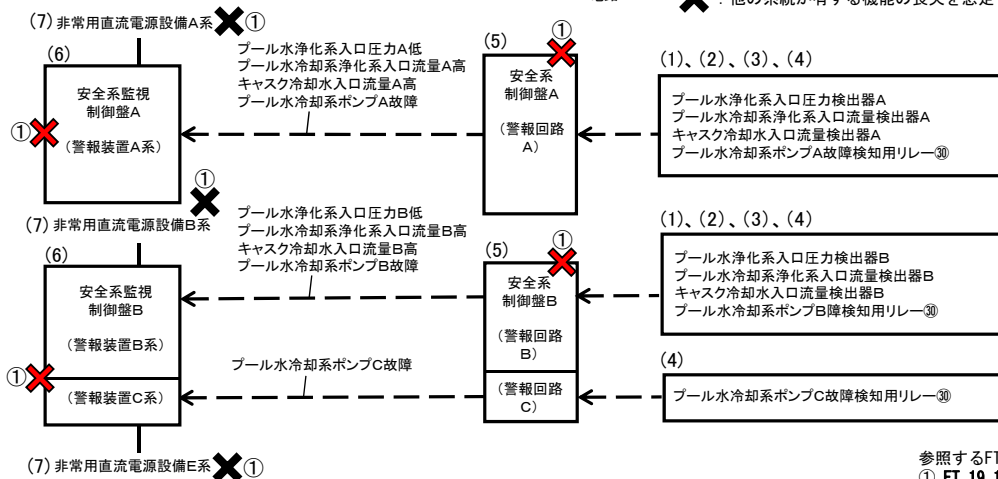 ：他の系統が有する機能の喪失を想定
(7) 非常用直流電源設備A系 ①
(6)
安全系監視
制御盤A
(警報装置A系)
①
プール水浄化系入口圧力A低
プール水冷却系浄化系入口流量A高
キャスク冷却水入口流量A高
プール水冷却系ポンプA故障
(5)
①
安全系
制御盤A
(警報回路
A)
(1)、(2)、(3)、(4)
プール水浄化系入口圧力検出器A
プール水冷却系浄化系入口流量検出器A
キャスク冷却水入口流量検出器A
プール水冷却系ポンプA故障検知用リレー㉚
①
(7) 非常用直流電源設備B系
(6)
安全系監視
制御盤B
(警報装置B系)
①
(警報装置C系)
プール水浄化系入口圧力B低
プール水冷却系浄化系入口流量B高
キャスク冷却水入口流量B高
プール水冷却系ポンプB故障
プール水冷却系ポンプC故障
(5)
①
安全系
制御盤B
(警報回路
B)
(警報回路
C)
(1)、(2)、(3)、(4)
プール水浄化系入口圧力検出器B
プール水冷却系浄化系入口流量検出器B
キャスク冷却水入口流量検出器B
プール水冷却系ポンプB障検知用リレー㉚
(4)
プール水冷却系ポンプC故障検知用リレー㉚
(7) 非常用直流電源設備E系 ①
参照するFT